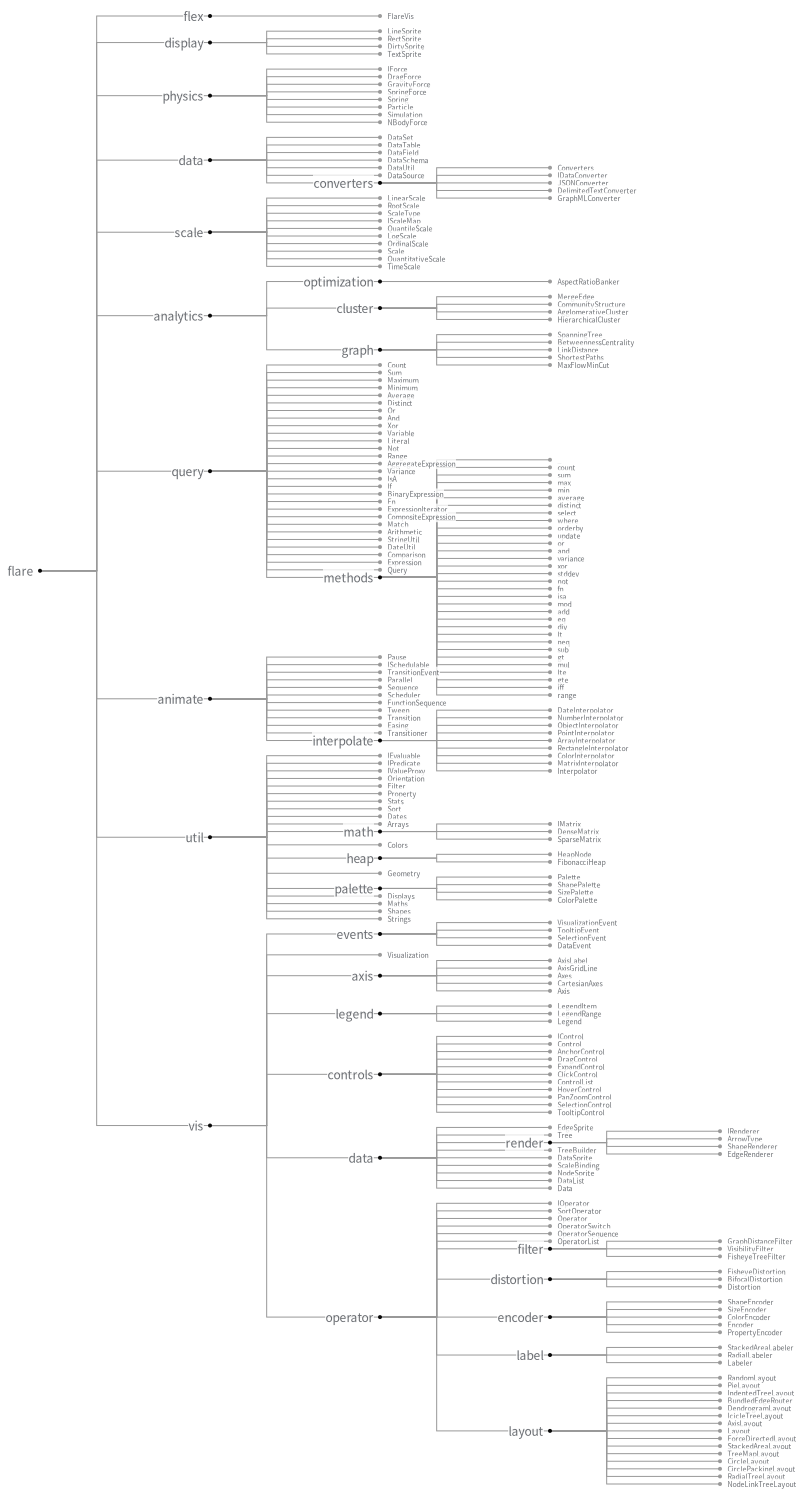 flex
FlareVis
display
LineSprite
RectSprite
DirtySprite
TextSprite
physics
IForce
DragForce
GravityForce
SpringForce
Spring
Particle
Simulation
NBodyForce
data
DataSet
DataTable
DataField
DataSchema
DataUtil
DataSource
converters
Converters
IDataConverter
JSONConverter
DelimitedTextConverter
GraphMLConverter
scale
LinearScale
RootScale
ScaleType
IScaleMap
QuantileScale
LogScale
OrdinalScale
Scale
QuantitativeScale
TimeScale
analytics
optimization
AspectRatioBanker
cluster
MergeEdge
CommunityStructure
AgglomerativeCluster
HierarchicalCluster
graph
SpanningTree
BetweennessCentrality
LinkDistance
ShortestPaths
MaxFlowMinCut
query
Count
Sum
Maximum
Minimum
Average
Distinct
Or
And
Xor
Variable
Literal
Not
Range
AggregateExpression
Variance
IsA
If
BinaryExpression
Fn
ExpressionIterator
CompositeExpression
Match
Arithmetic
StringUtil
DateUtil
Comparison
Expression
Query
methods
count
sum
max
min
average
distinct
select
where
orderby
update
or
and
variance
xor
stddev
not
fn
isa
mod
add
eq
div
lt
neq
sub
gt
mul
lte
gte
iff
range
flare
animate
Pause
ISchedulable
TransitionEvent
Parallel
Sequence
Scheduler
FunctionSequence
Tween
Transition
Easing
Transitioner
interpolate
DateInterpolator
NumberInterpolator
ObjectInterpolator
PointInterpolator
ArrayInterpolator
RectangleInterpolator
ColorInterpolator
MatrixInterpolator
Interpolator
util
IEvaluable
IPredicate
IValueProxy
Orientation
Filter
Property
Stats
Sort
Dates
Arrays
math
IMatrix
DenseMatrix
SparseMatrix
Colors
heap
HeapNode
FibonacciHeap
Geometry
palette
Palette
ShapePalette
SizePalette
ColorPalette
Displays
Maths
Shapes
Strings
vis
events
VisualizationEvent
TooltipEvent
SelectionEvent
DataEvent
Visualization
axis
AxisLabel
AxisGridLine
Axes
CartesianAxes
Axis
legend
LegendItem
LegendRange
Legend
controls
IControl
Control
AnchorControl
DragControl
ExpandControl
ClickControl
ControlList
HoverControl
PanZoomControl
SelectionControl
TooltipControl
data
EdgeSprite
Tree
render
IRenderer
ArrowType
ShapeRenderer
EdgeRenderer
TreeBuilder
DataSprite
ScaleBinding
NodeSprite
DataList
Data
operator
IOperator
SortOperator
Operator
OperatorSwitch
OperatorSequence
OperatorList
filter
GraphDistanceFilter
VisibilityFilter
FisheyeTreeFilter
distortion
FisheyeDistortion
BifocalDistortion
Distortion
encoder
ShapeEncoder
SizeEncoder
ColorEncoder
Encoder
PropertyEncoder
label
StackedAreaLabeler
RadialLabeler
Labeler
layout
RandomLayout
PieLayout
IndentedTreeLayout
BundledEdgeRouter
DendrogramLayout
IcicleTreeLayout
AxisLayout
Layout
ForceDirectedLayout
StackedAreaLayout
TreeMapLayout
CircleLayout
CirclePackingLayout
RadialTreeLayout
NodeLinkTreeLayout